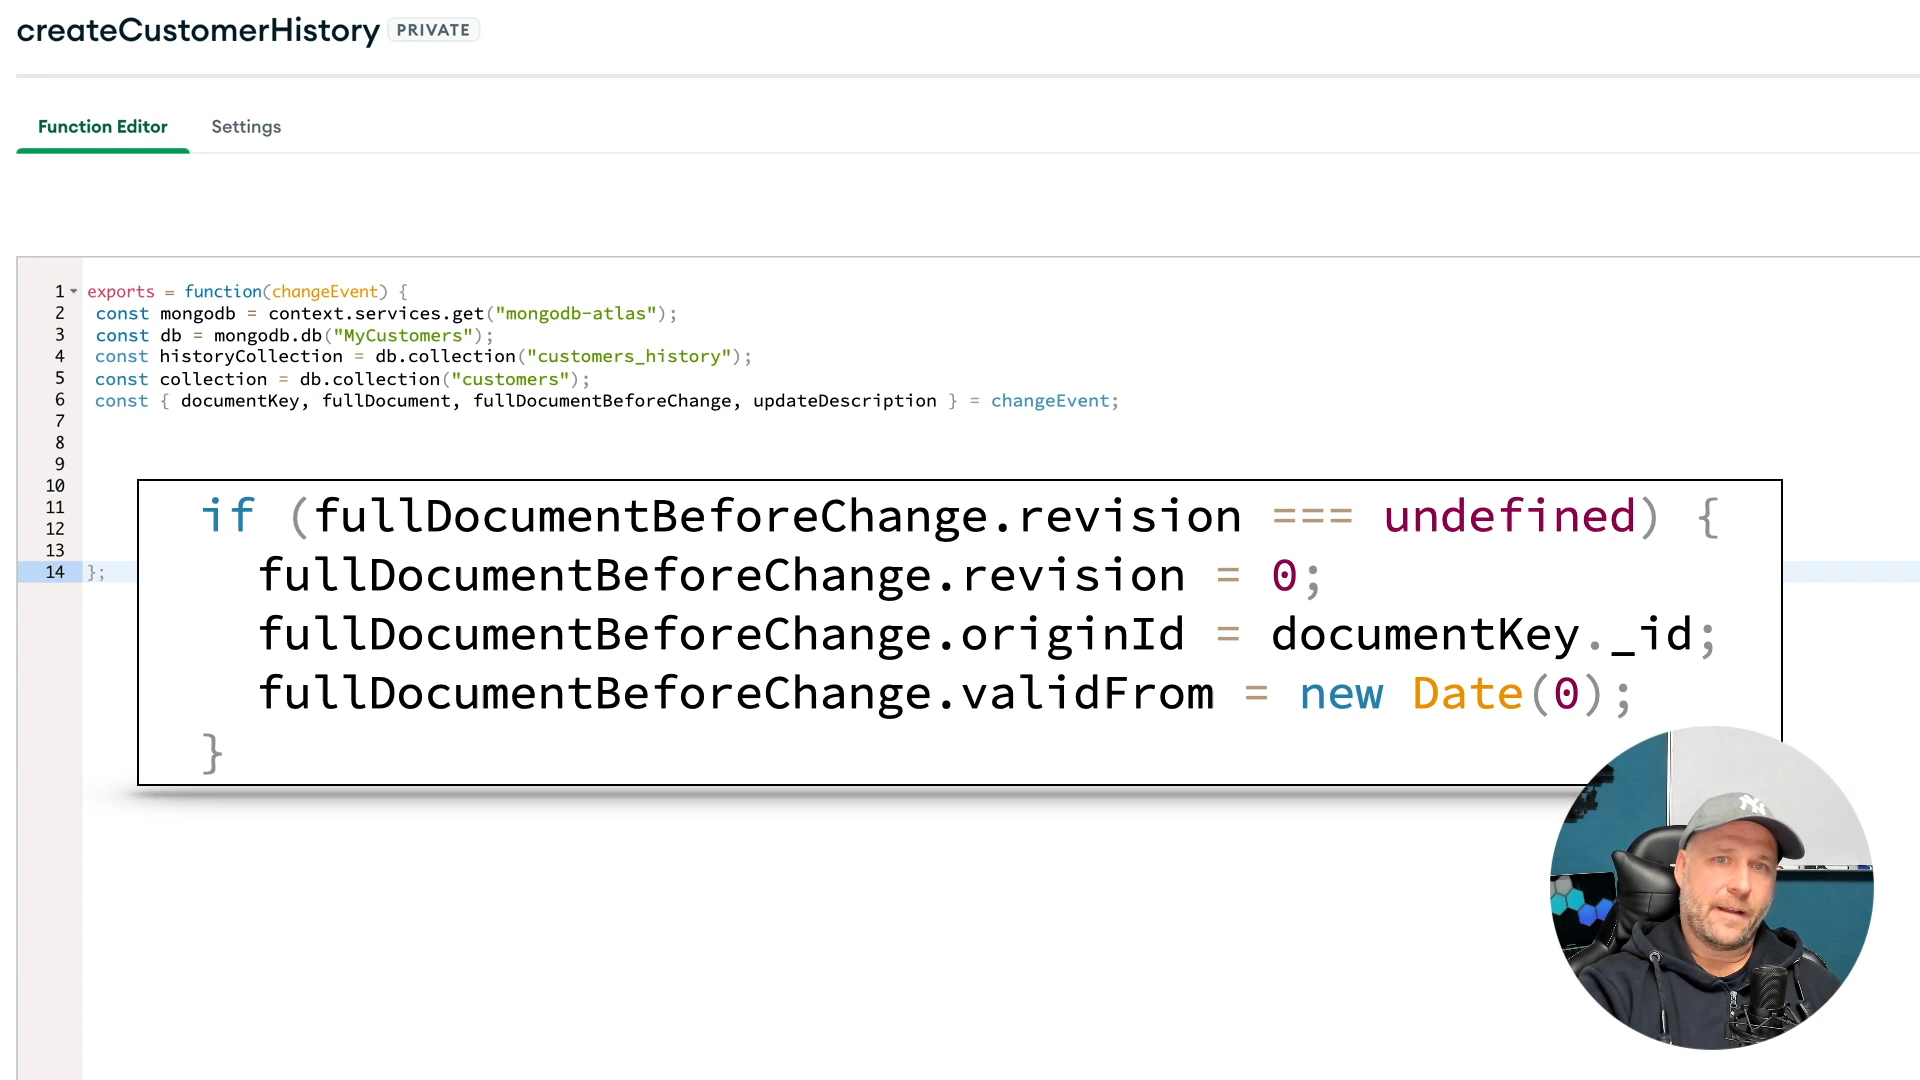 createCustomerHistory PRIVATE
Function Editor Settings
1 exports = function(changeEvent) {
2 const mongodb = context.services.get("mongodb-atlas");
3 const db = mongodb.db("MyCustomers");
4 const historyCollection = db.collection("customers_history");
5 const collection = db.collection("customers");
6 const { documentKey, fullDocument, fullDocumentBeforeChange, updateDescription } = changeEvent;
7
8
9
10
11
12
13
14 };
if (fullDocumentBeforeChange.revision === undefined) {
fullDocumentBeforeChange.revision = 0;
fullDocumentBeforeChange.originId = documentKey._id;
fullDocumentBeforeChange.validFrom = new Date(0);
}
NY